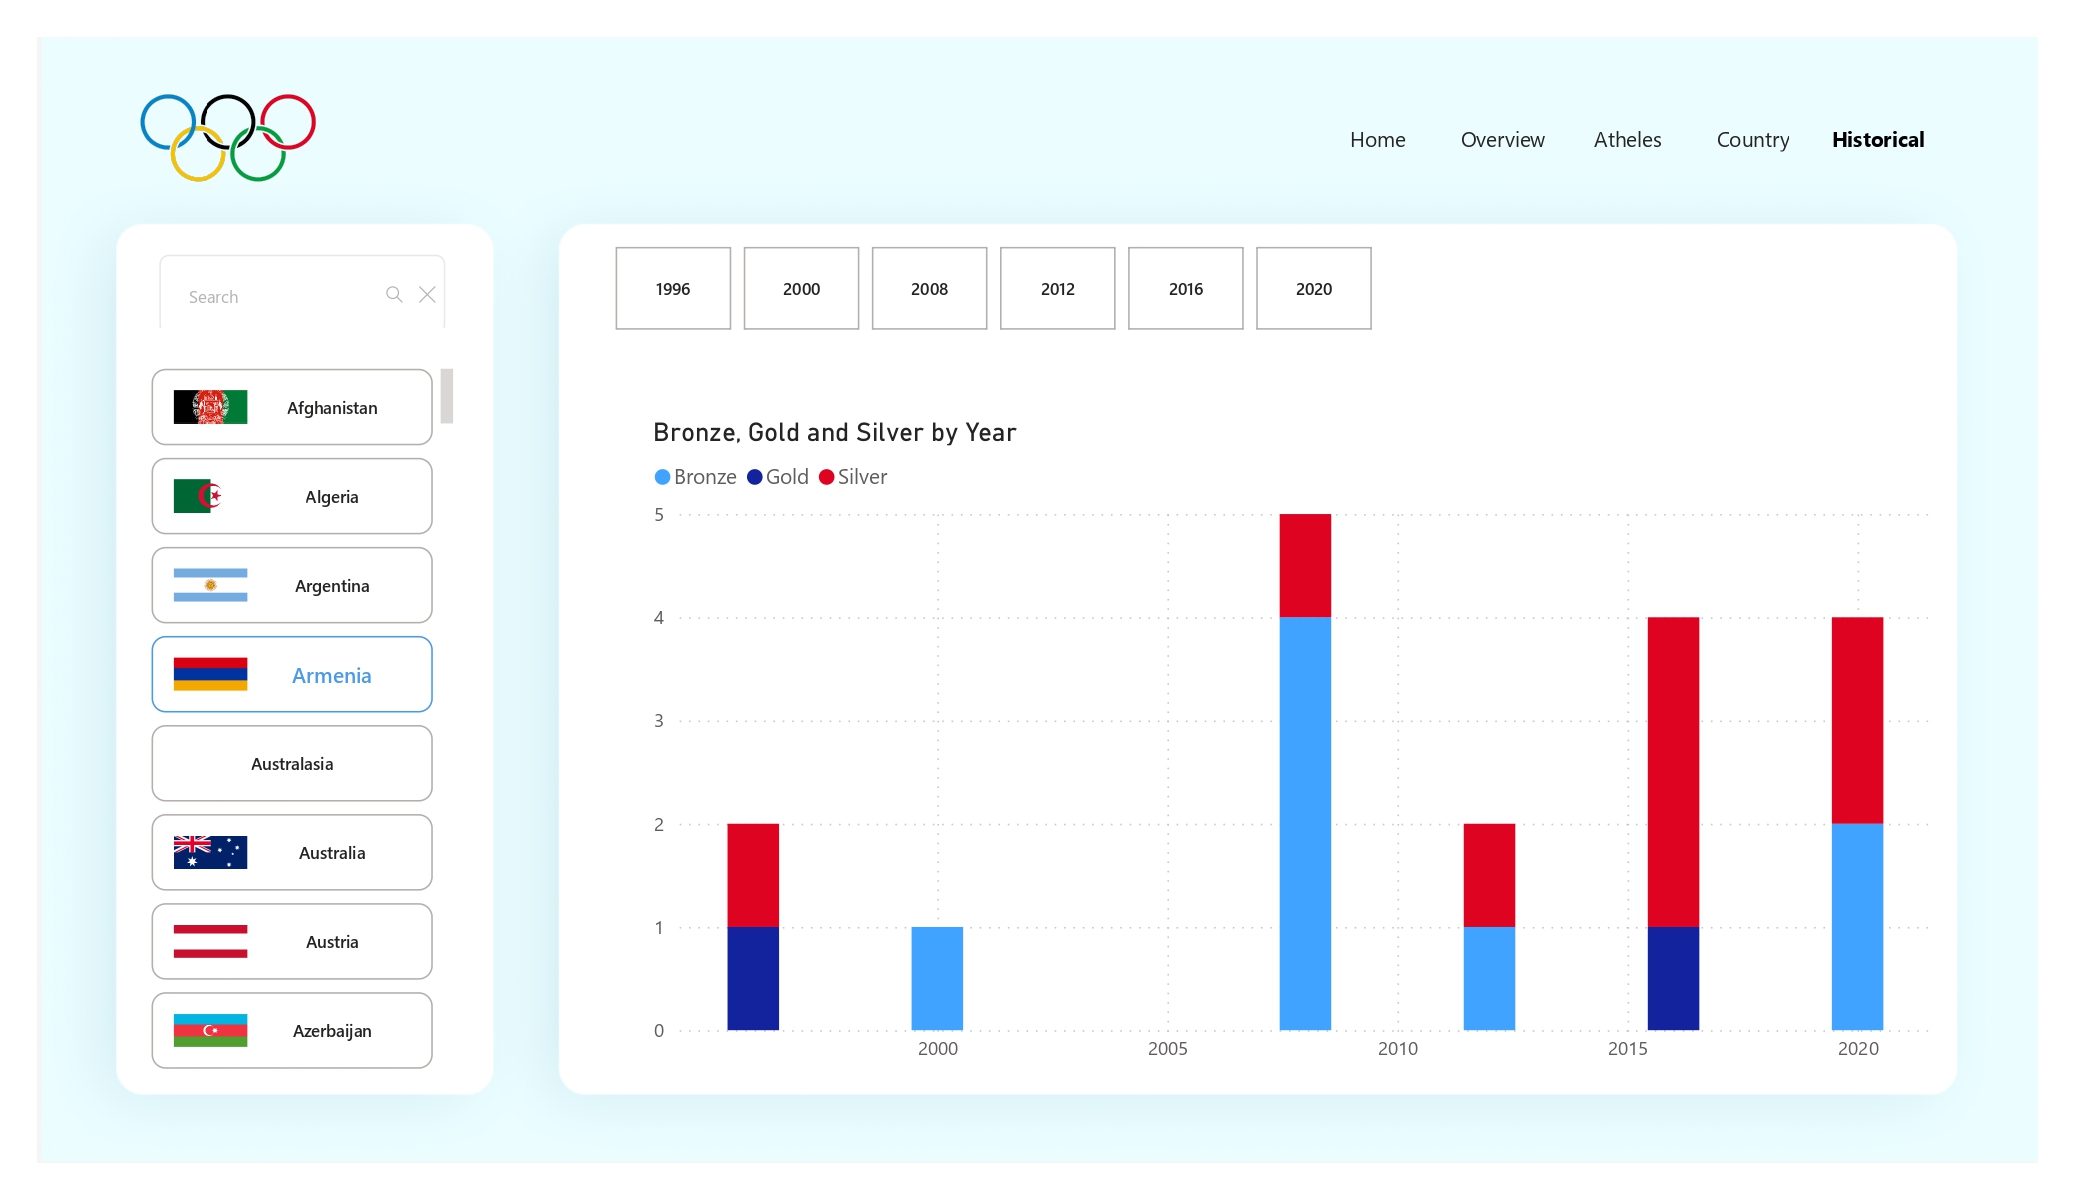 Home Overview Atheles Country Historical
Search
Afghanistan
Algeria
Argentina
Armenia
Australasia
Australia
Austria
Azerbaijan
1996 2000 2008 2012 2016 2020
Bronze, Gold and Silver by Year
Bronze Gold Silver
5
4
3
2
1
0
2000 2005 2010 2015 2020